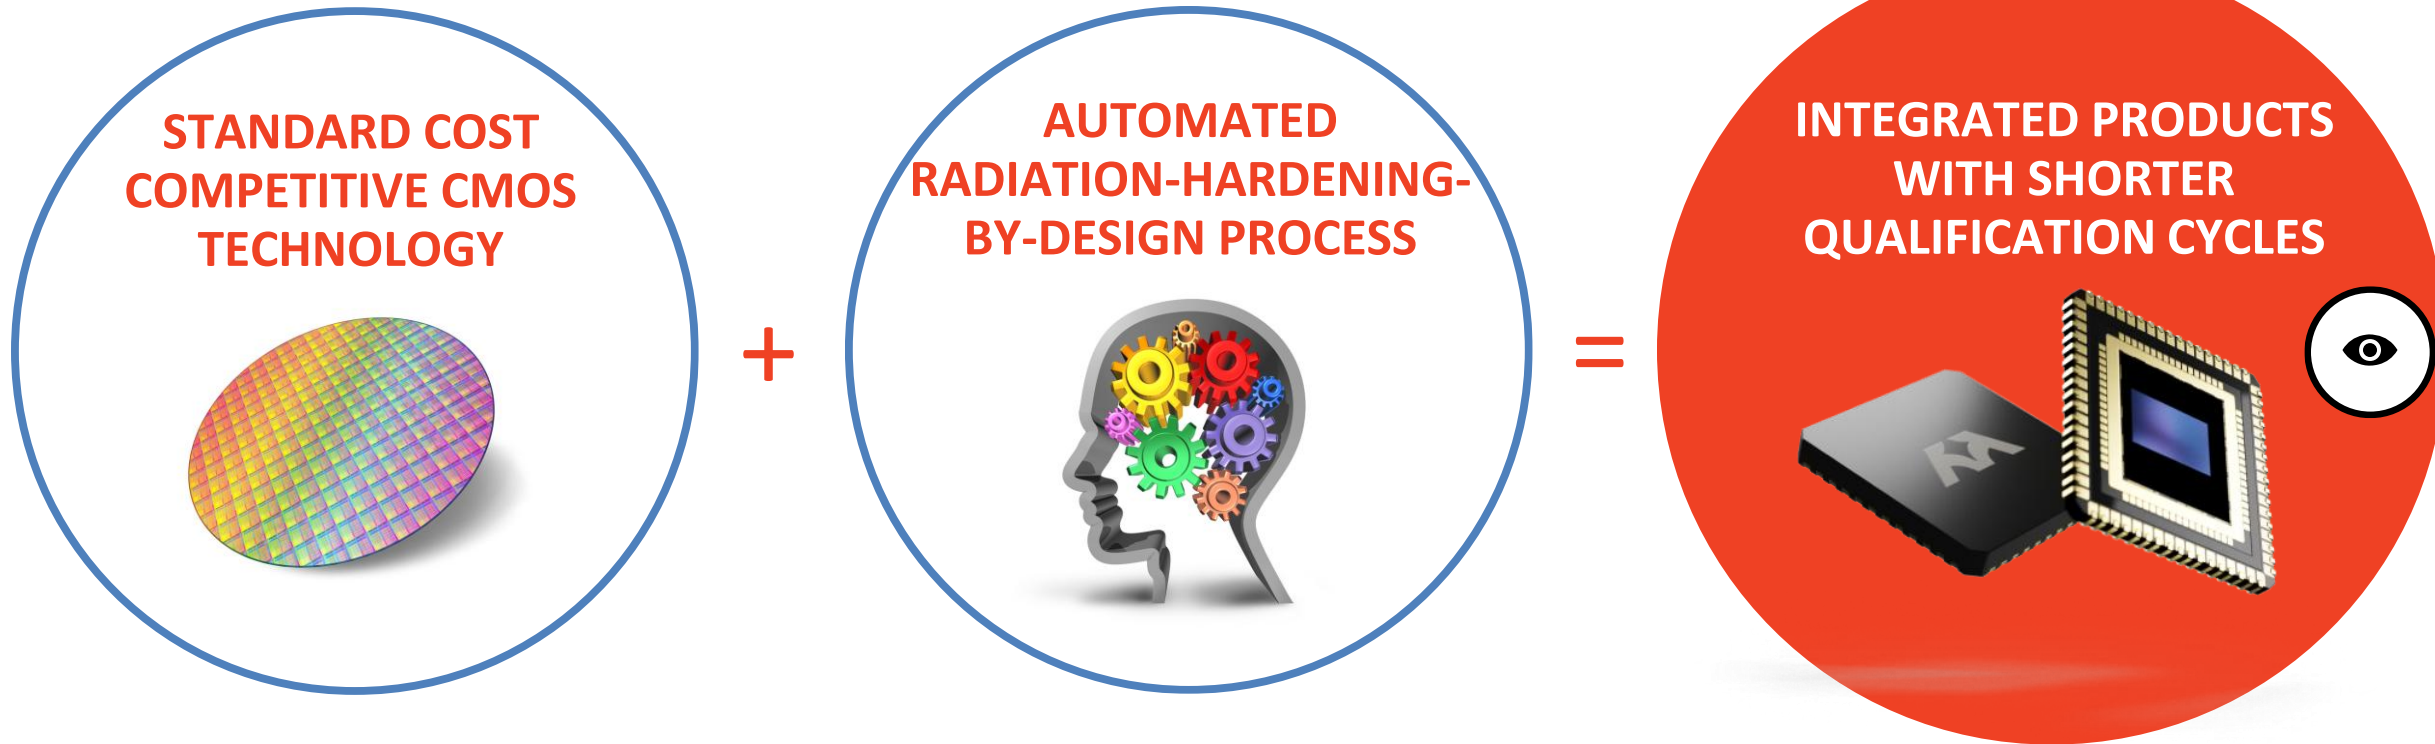 STANDARD COST
COMPETITIVE CMOS
TECHNOLOGY
+
AUTOMATED
RADIATION-HARDENING-
BY-DESIGN PROCESS
=
INTEGRATED PRODUCTS
WITH SHORTER
QUALIFICATION CYCLES